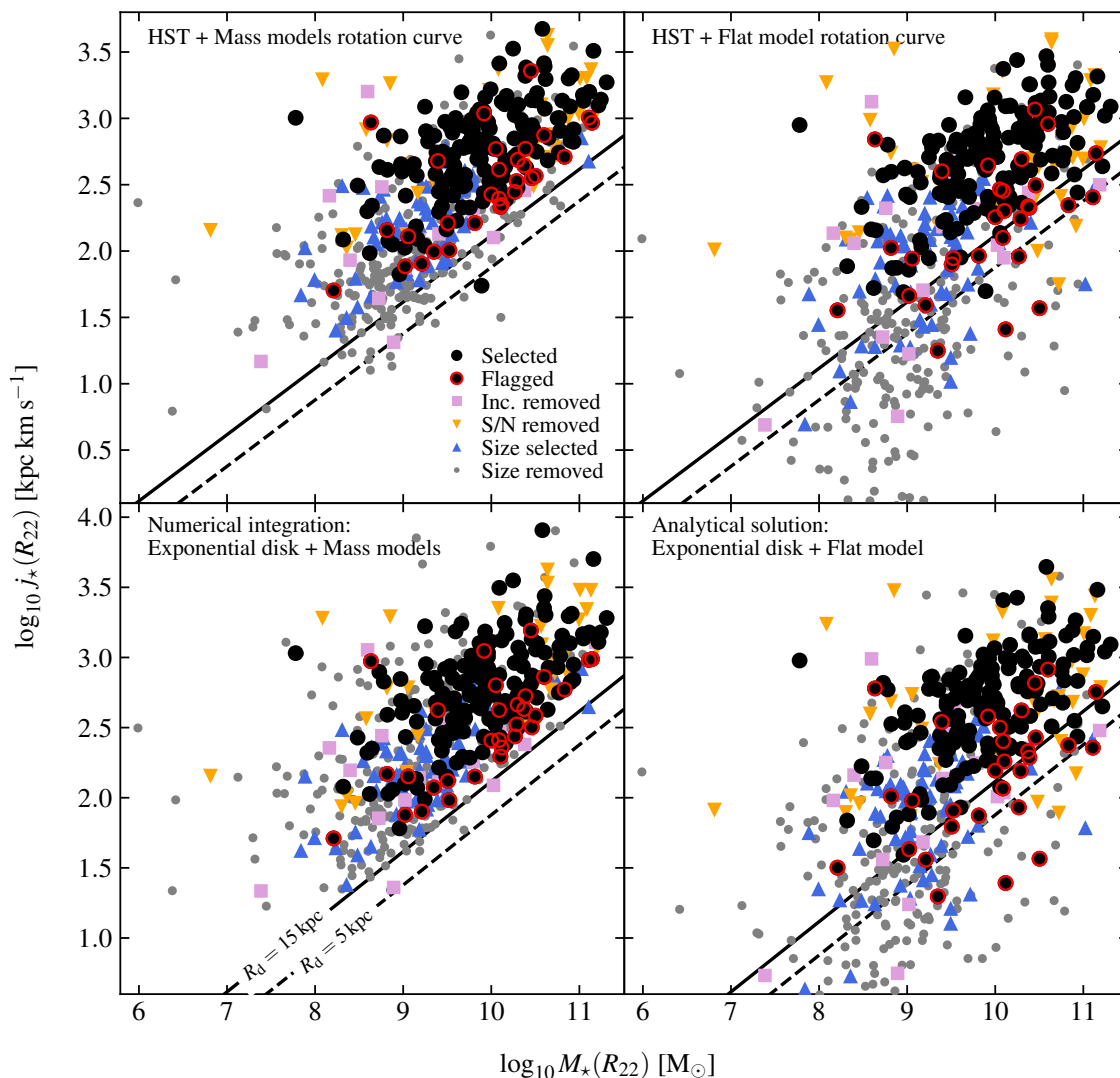 HST + Mass models rotation curve
HST + Flat model rotation curve
3.5
3.0
2.5
2.0
1.5
1.0
0.5
Selected
Flagged
Inc. removed
S/N removed
Size selected
Size removed
Numerical integration:
Exponential disk + Mass models
Analytical solution:
Exponential disk + Flat model
4.0
3.5
3.0
2.5
2.0
1.5
1.0
R_d = 15 kpc
R_d = 5 kpc
6 7 8 9 10 11
6 7 8 9 10 11
log₁₀ j⋆(R₂₂) [kpc km s⁻¹]
log₁₀ M⋆(R₂₂) [M⊙]